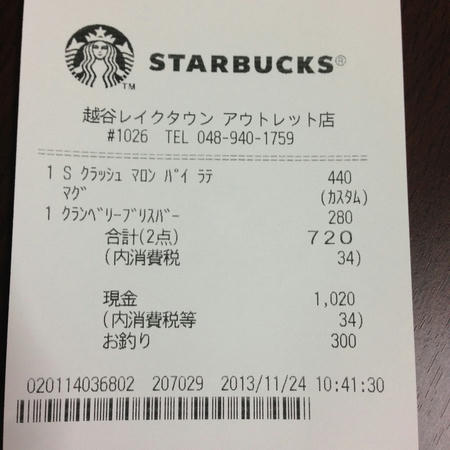 TM
STARBUCKS®
越谷レイクタウン アウトレット店
#1026 TEL 048-940-1759
1 S ｸﾗｯｼｭ ﾏﾛﾝ ﾊﾟｲ ﾗﾃ 440
ﾏｸﾞ (ｶｽﾀﾑ)
1 ｸﾗﾝﾍﾞﾘｰﾌﾞﾘｽﾊﾞｰ 280
合計(2点) 720
(内消費税 34)
現金 1,020
(内消費税等 34)
お釣り 300
020114036802 207029 2013/11/24 10:41:30